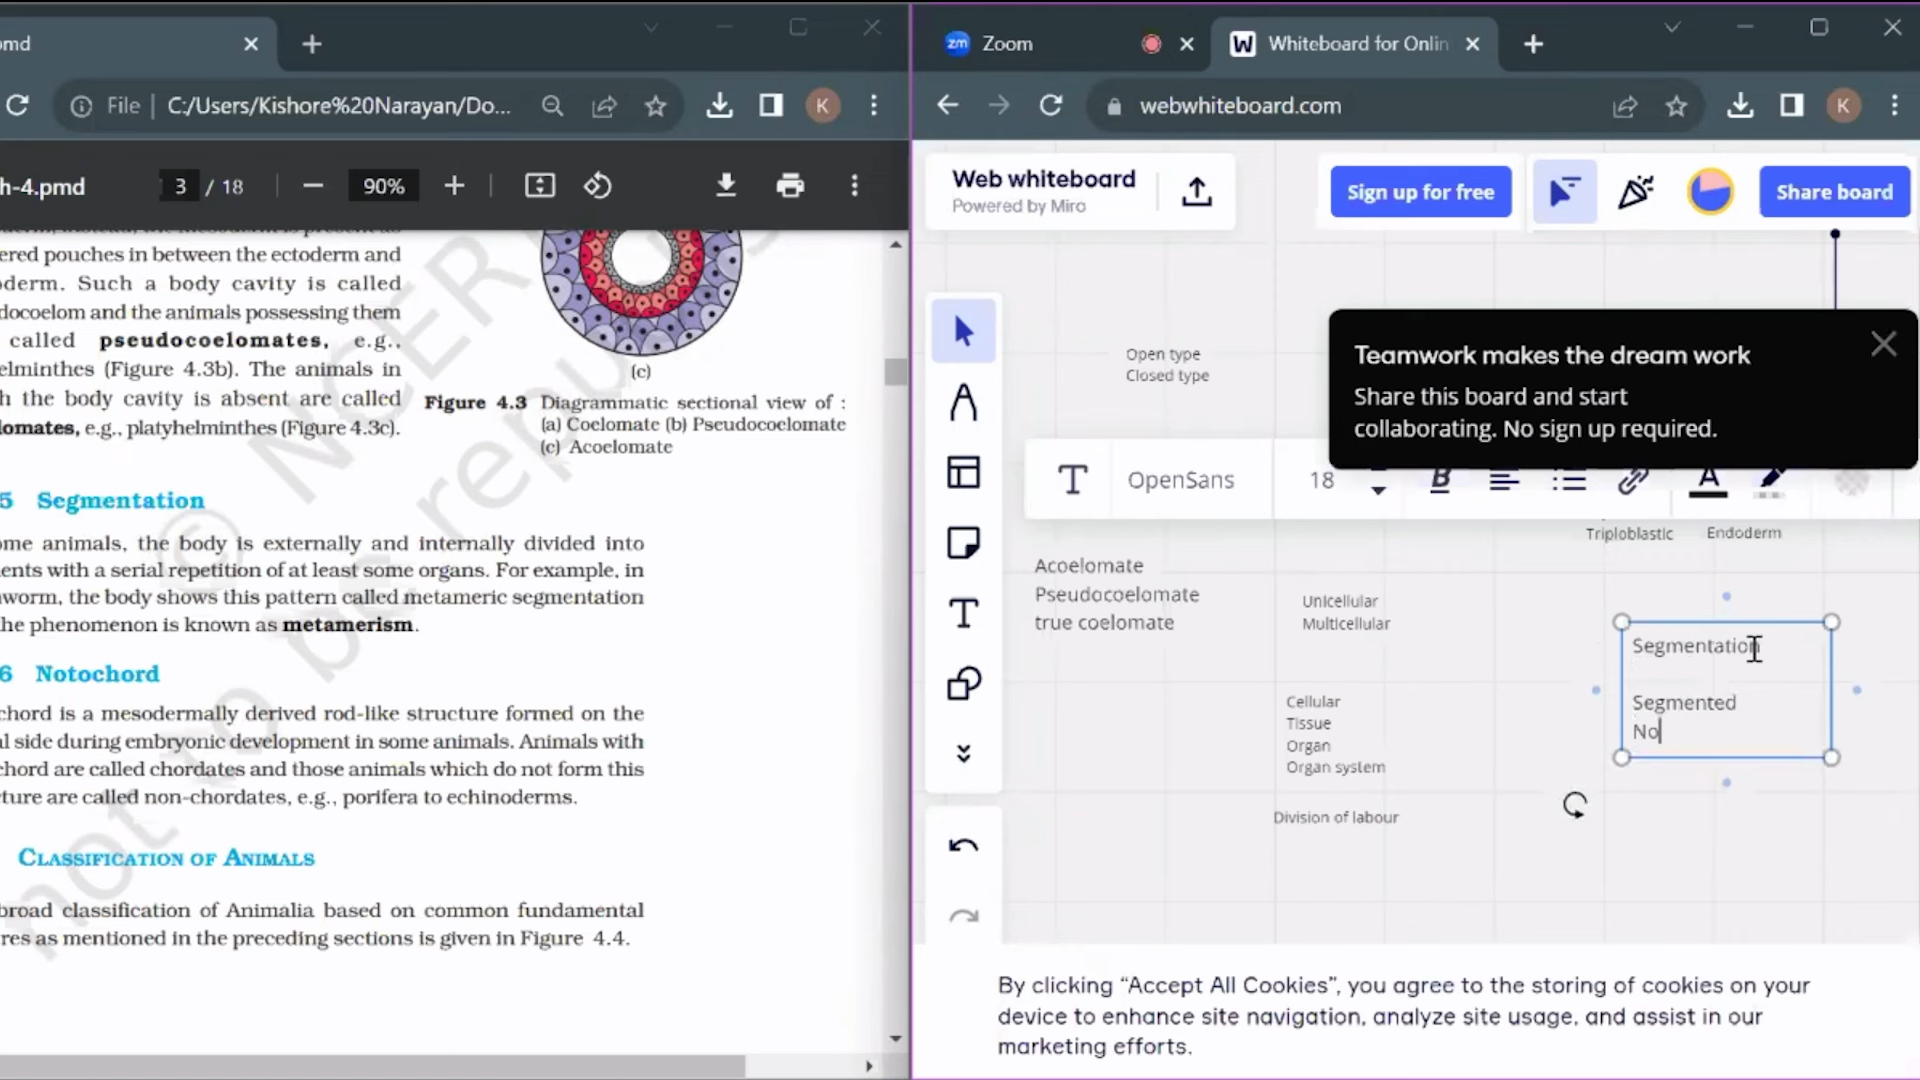 omd
File
C:/Users/Kishore%20Narayan/Do...
K
h-4.pmd
3 / 18
90%
ered pouches in between the ectoderm and
derm. Such a body cavity is called
docoelom and the animals possessing them
called pseudocoelomates, e.g.,
elminthes (Figure 4.3b). The animals in
h the body cavity is absent are called
lomates, e.g., platyhelminthes (Figure 4.3c).
(c)
Figure 4.3 Diagrammatic sectional view of :
(a) Coelomate (b) Pseudocoelomate
(c) Acoelomate
5 Segmentation
ome animals, the body is externally and internally divided into
ents with a serial repetition of at least some organs. For example, in
nworm, the body shows this pattern called metameric segmentation
he phenomenon is known as metamerism.
6 Notochord
chord is a mesodermally derived rod-like structure formed on the
al side during embryonic development in some animals. Animals with
chord are called chordates and those animals which do not form this
cture are called non-chordates, e.g., porifera to echinoderms.
CLASSIFICATION OF ANIMALS
broad classification of Animalia based on common fundamental
res as mentioned in the preceding sections is given in Figure 4.4.
© NCERT
not to be repu
zm Zoom
W Whiteboard for Onlin
webwhiteboard.com
K
Web whiteboard
Powered by Miro
Sign up for free
Share board
Teamwork makes the dream work
Share this board and start
collaborating. No sign up required.
Open type
Closed type
OpenSans
18
B
A
Triploblastic
Endoderm
Acoelomate
Pseudocoelomate
true coelomate
Unicellular
Multicellular
Segmentation
Segmented
No
Cellular
Tissue
Organ
Organ system
Division of labour
By clicking “Accept All Cookies”, you agree to the storing of cookies on your
device to enhance site navigation, analyze site usage, and assist in our
marketing efforts.